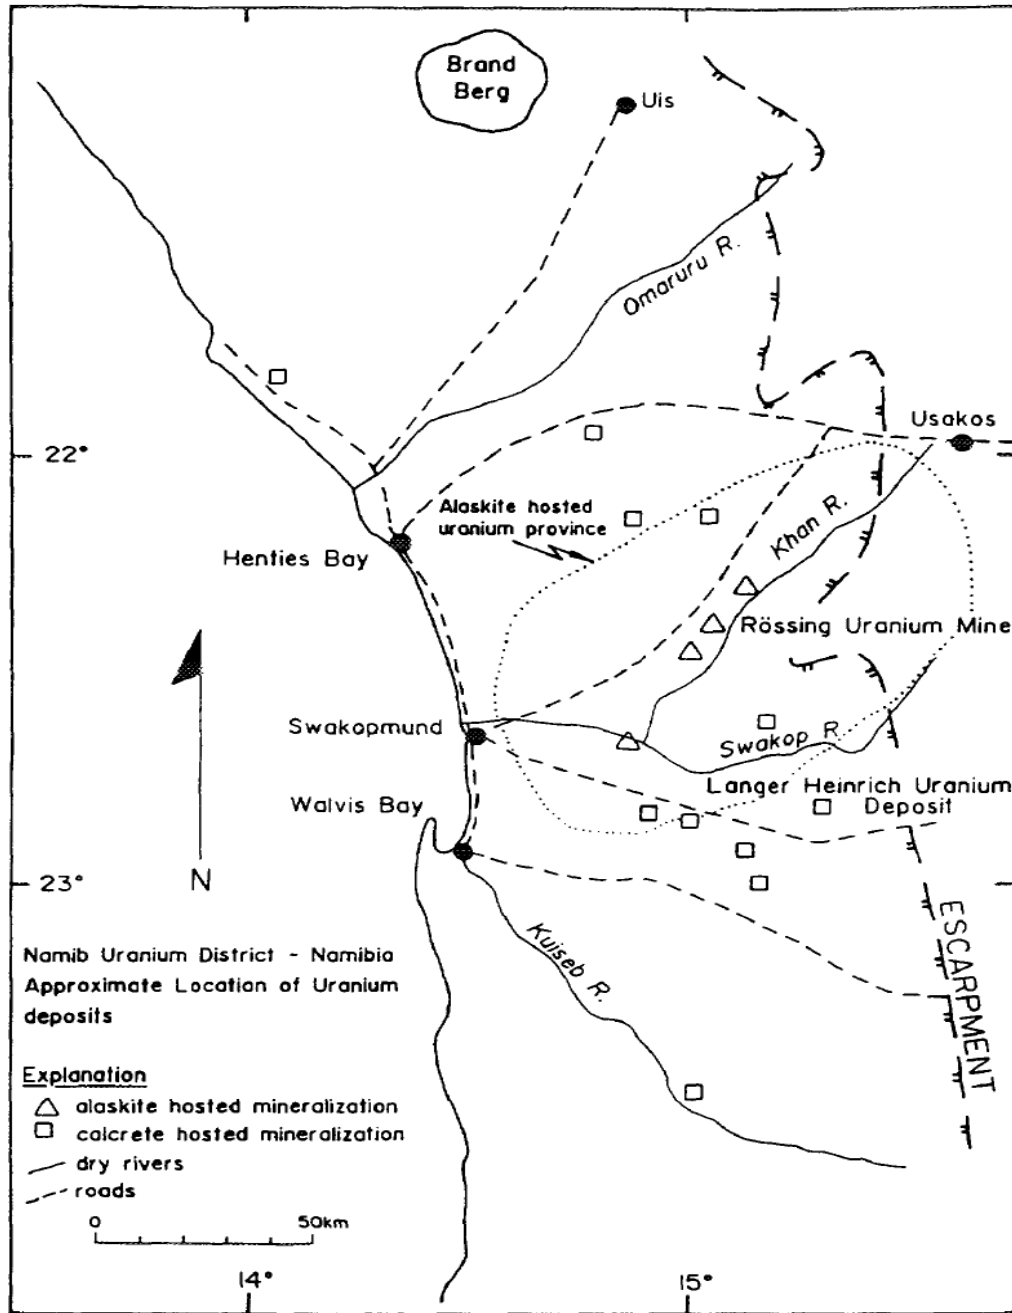 Brand
Berg
Uis
Omaruru R.
Usakos
22°
Alaskite hosted
uranium province
Khan R.
Henties Bay
Rössing Uranium Mine
Swakopmund
Swakop R.
Langer Heinrich Uranium
Deposit
Walvis Bay
N
23°
Kuiseb R.
ESCARPMENT
Namib Uranium District - Namibia
Approximate Location of Uranium
deposits
Explanation
alaskite hosted mineralization
calcrete hosted mineralization
dry rivers
roads
0 50km
14° 15°